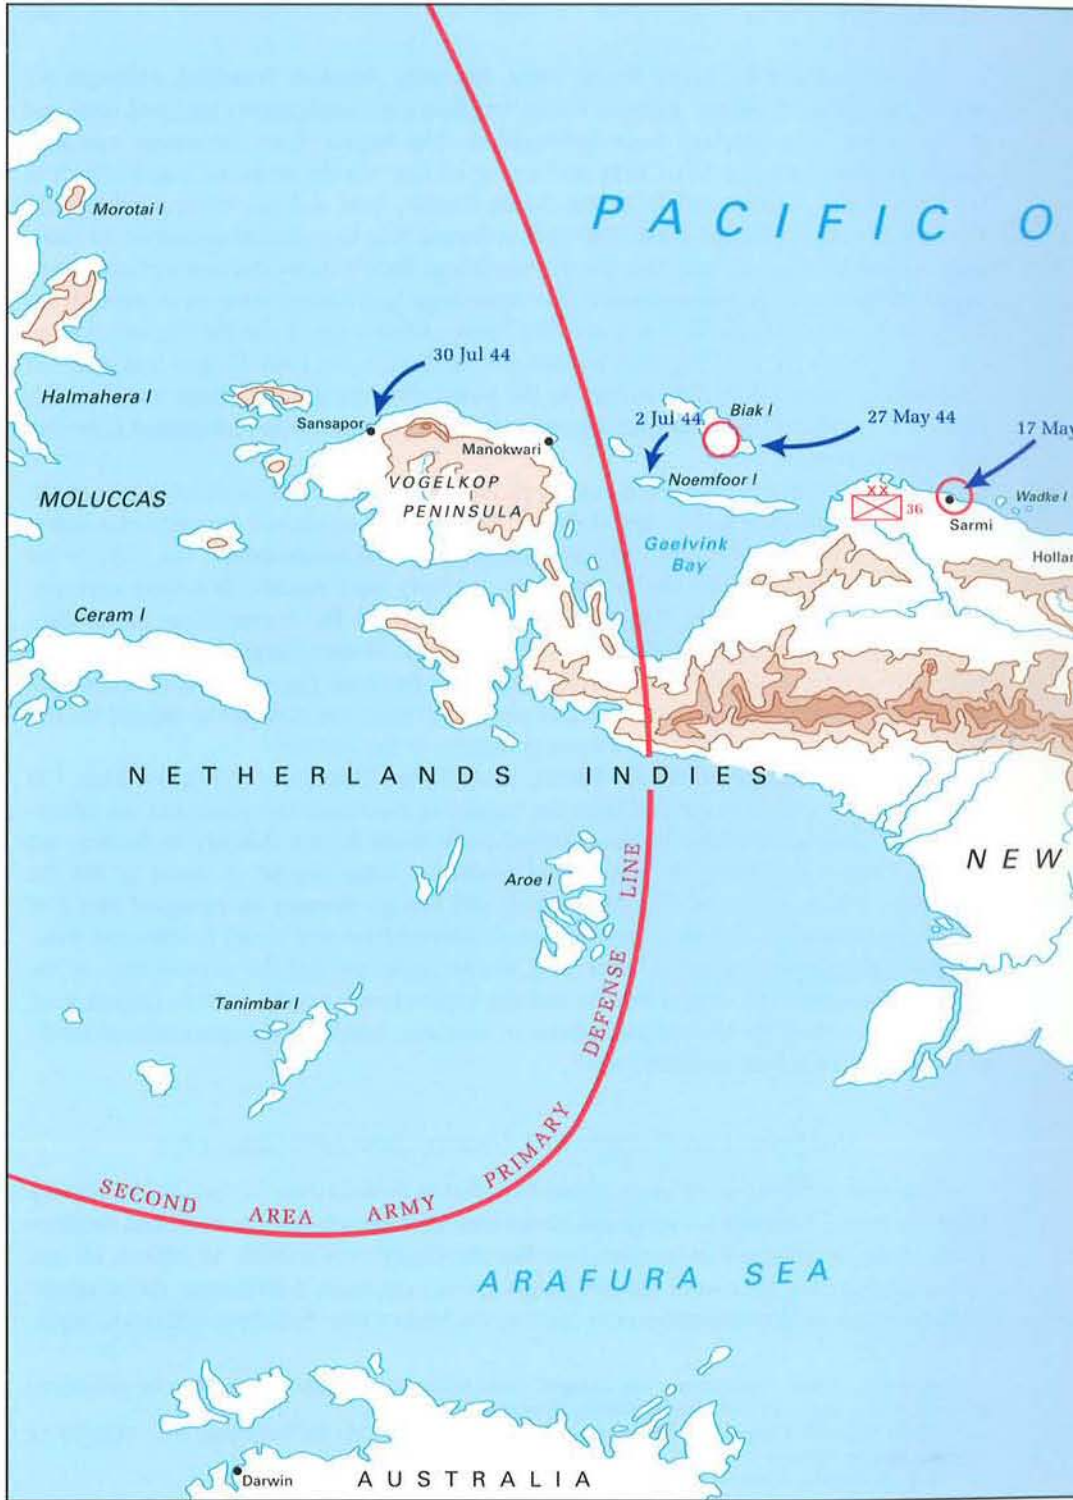 PACIFIC O
Morotai I
30 Jul 44
Halmahera I
Sansapor
Biak I
27 May 44
2 Jul 44
17 May
Manokwari
VOGELKOP
PENINSULA
Noemfoor I
MOLUCCAS
XX
36
Wadke I
Sarmi
Geelvink
Bay
Hollan
Ceram I
NETHERLANDS INDIES
NEW
Aroe I
Tanimbar I
SECOND AREA ARMY PRIMARY DEFENSE LINE
ARAFURA SEA
Darwin
AUSTRALIA